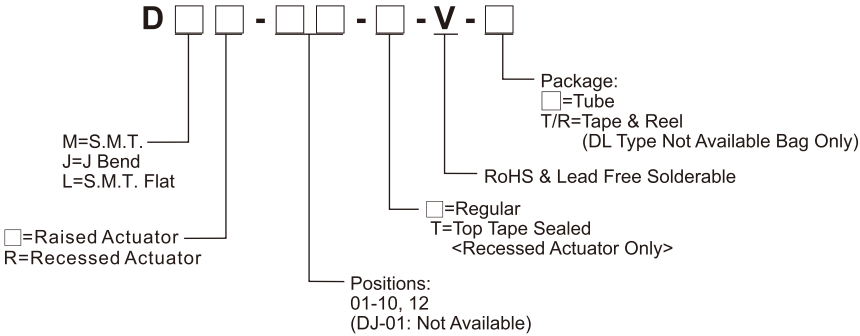 D□□-□□-□-V-□
Package:
□=Tube
T/R=Tape & Reel
(DL Type Not Available Bag Only)
M=S.M.T.
J=J Bend
L=S.M.T. Flat
RoHS & Lead Free Solderable
□=Regular
T=Top Tape Sealed
<Recessed Actuator Only>
□=Raised Actuator
R=Recessed Actuator
Positions:
01-10, 12
(DJ-01: Not Available)